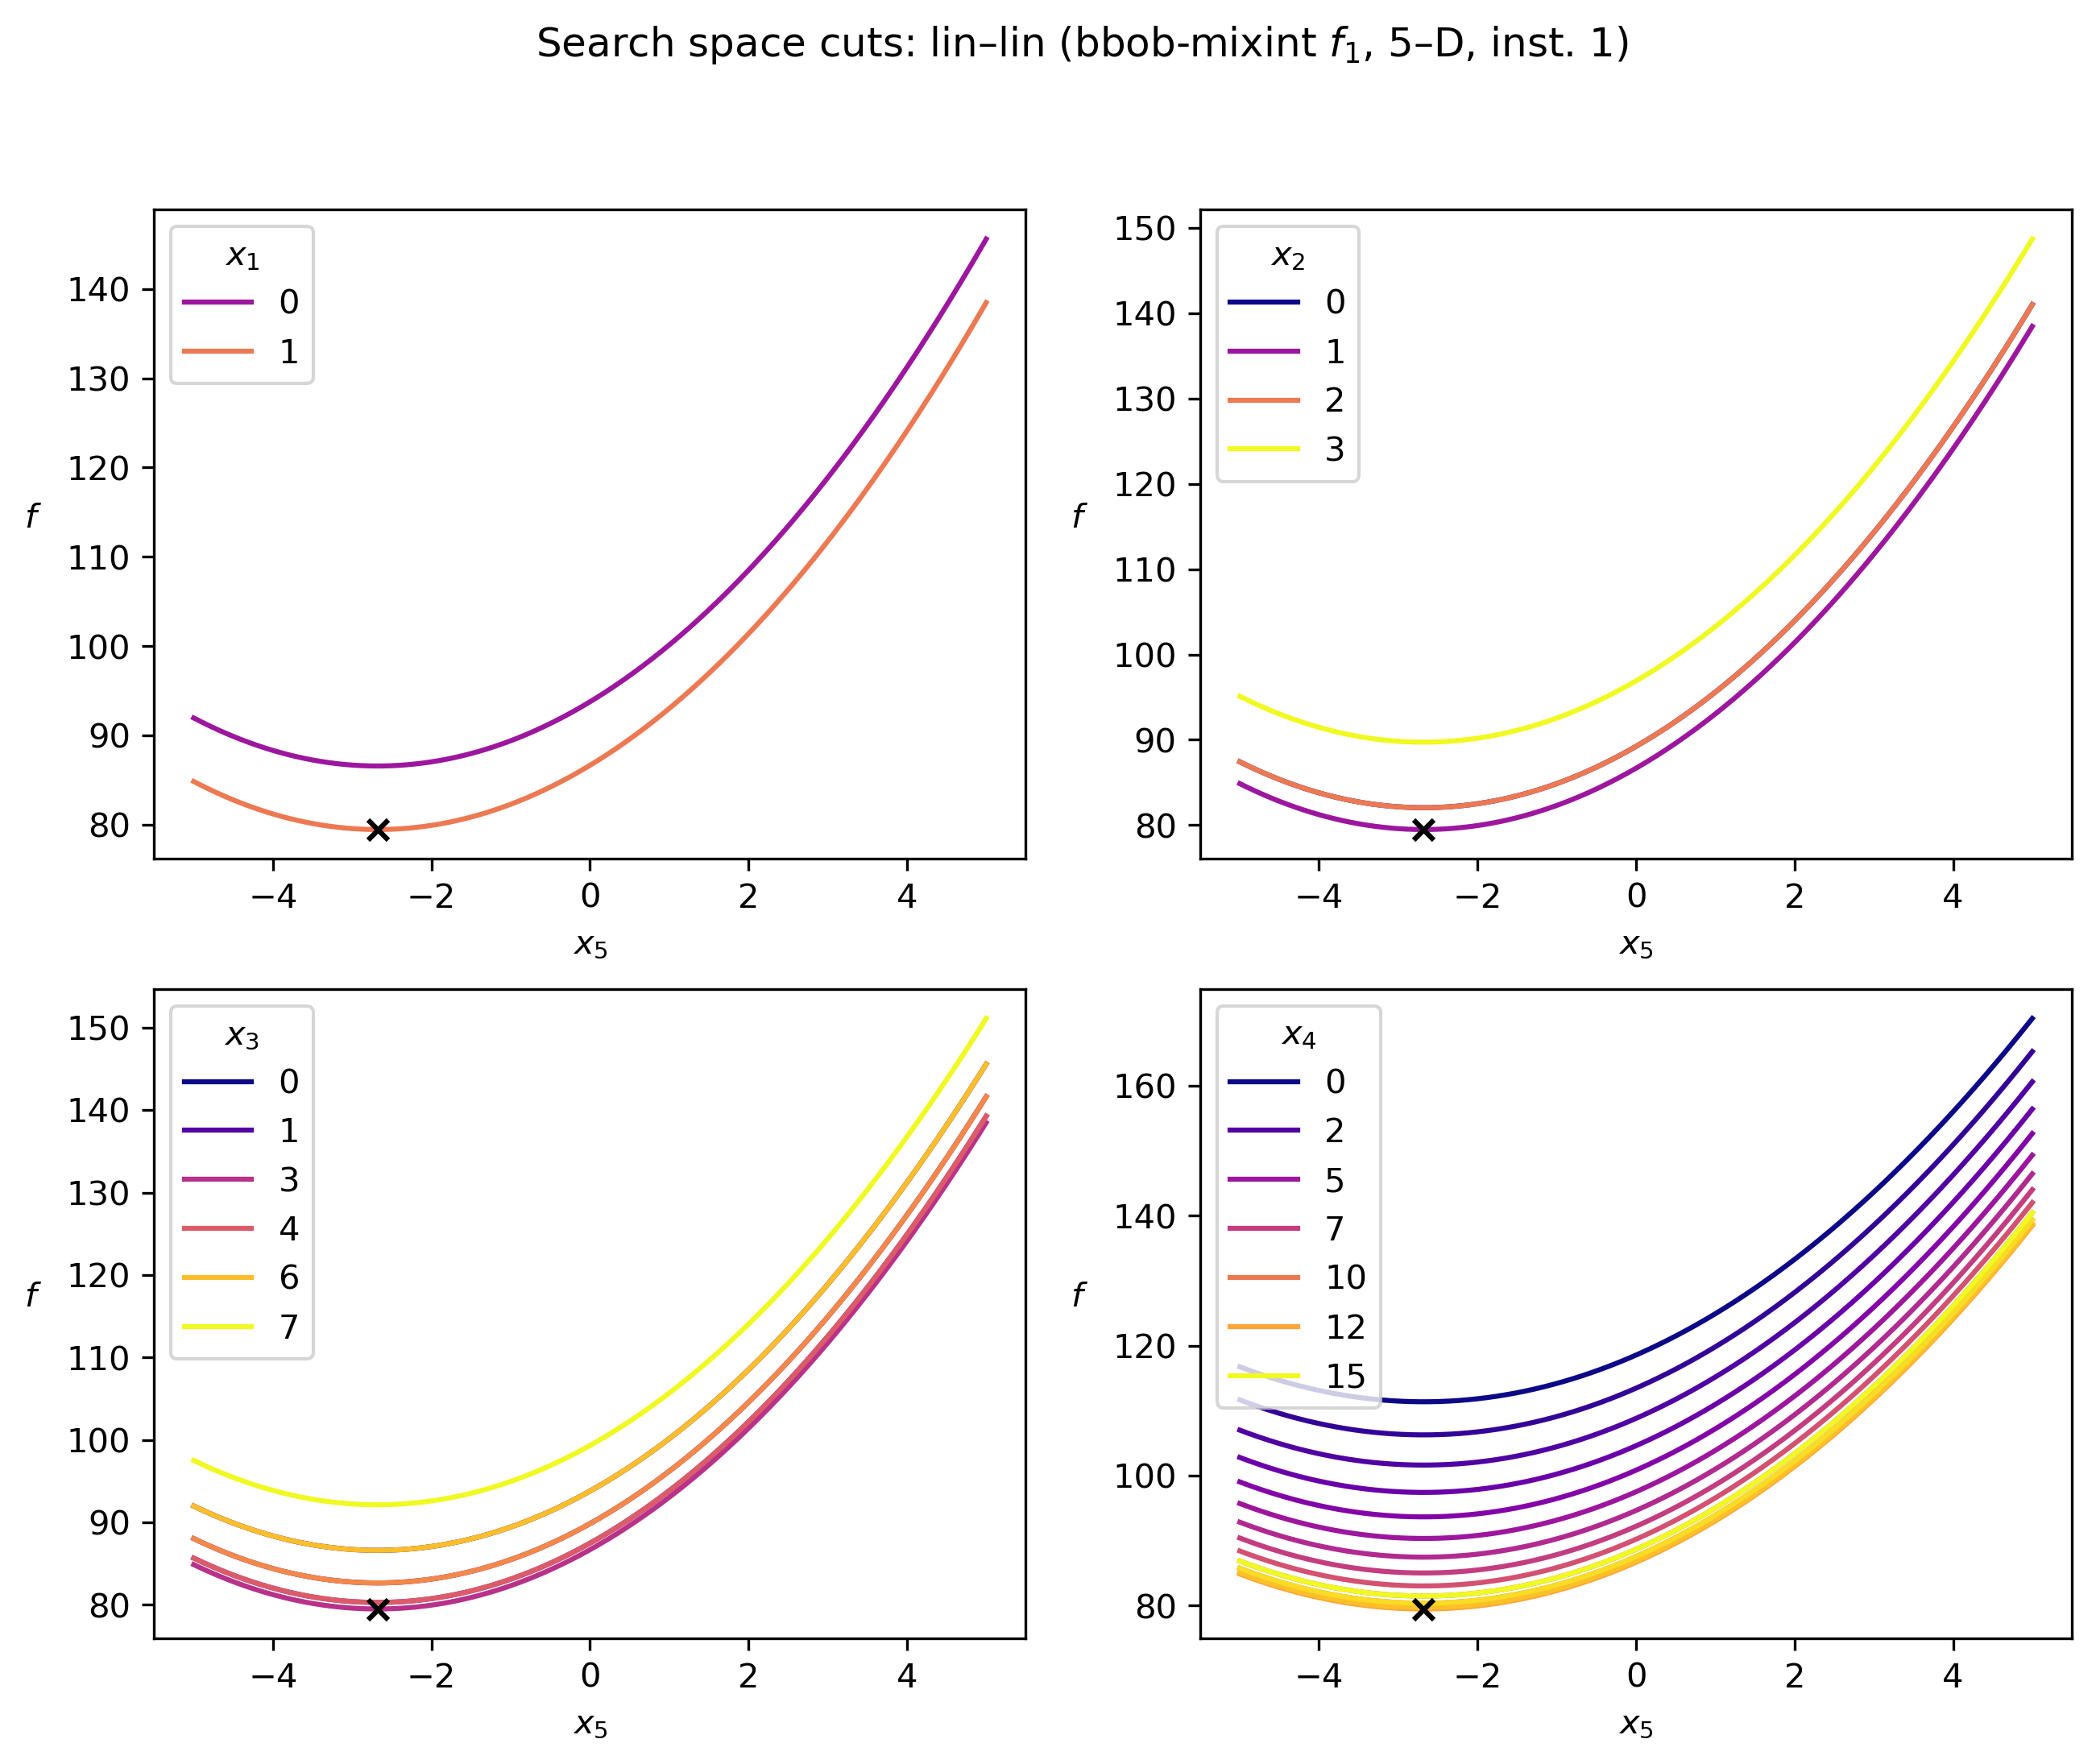 Search space cuts: lin–lin (bbob-mixint f₁, 5–D, inst. 1)
x₁
0
1
140
130
120
110
100
90
80
f
−4 −2 0 2 4
x₅
x₂
0
1
2
3
150
140
130
120
110
100
90
80
f
−4 −2 0 2 4
x₅
x₃
0
1
3
4
6
7
150
140
130
120
110
100
90
80
f
−4 −2 0 2 4
x₅
x₄
0
2
5
7
10
12
15
160
140
120
100
80
f
−4 −2 0 2 4
x₅